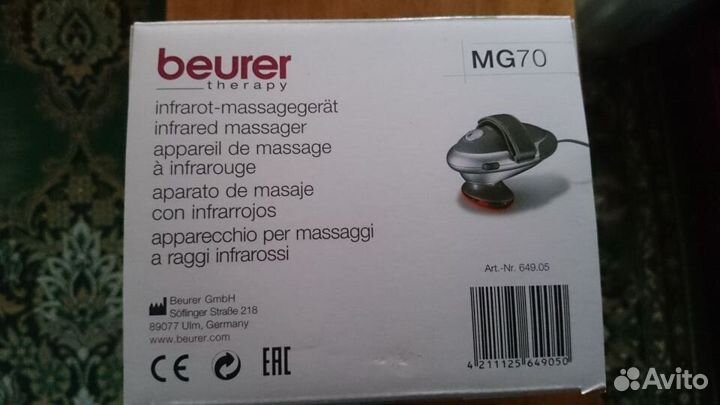 beurer
therapy
MG70
infrarot-massagegerät
infrared massager
appareil de massage
à infrarouge
aparato de masaje
con infrarrojos
apparecchio per massaggi
a raggi infrarossi
Art.-Nr. 649.05
Beurer GmbH
Söflinger Straße 218
89077 Ulm, Germany
www.beurer.com
CE
EAC
4 211125 649050
Avito